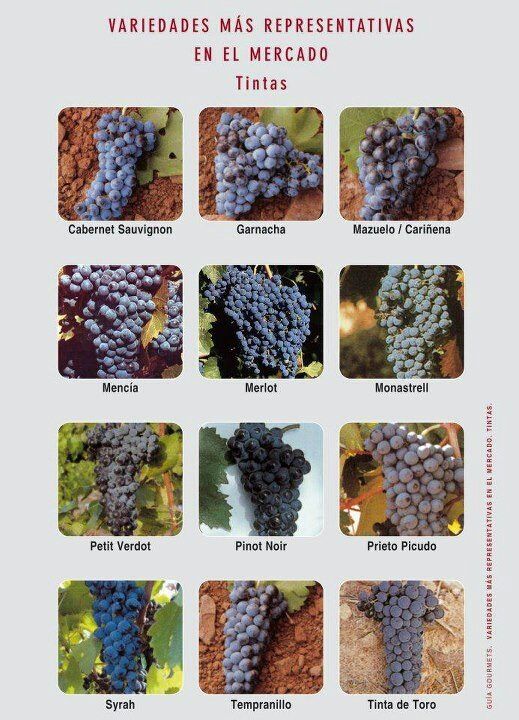 VARIEDADES MÁS REPRESENTATIVAS
EN EL MERCADO
Tintas
Cabernet Sauvignon
Garnacha
Mazuelo / Cariñena
Mencía
Merlot
Monastrell
Petit Verdot
Pinot Noir
Prieto Picudo
Syrah
Tempranillo
Tinta de Toro
GUÍA GOURMETS. VARIEDADES MÁS REPRESENTATIVAS EN EL MERCADO. TINTAS.